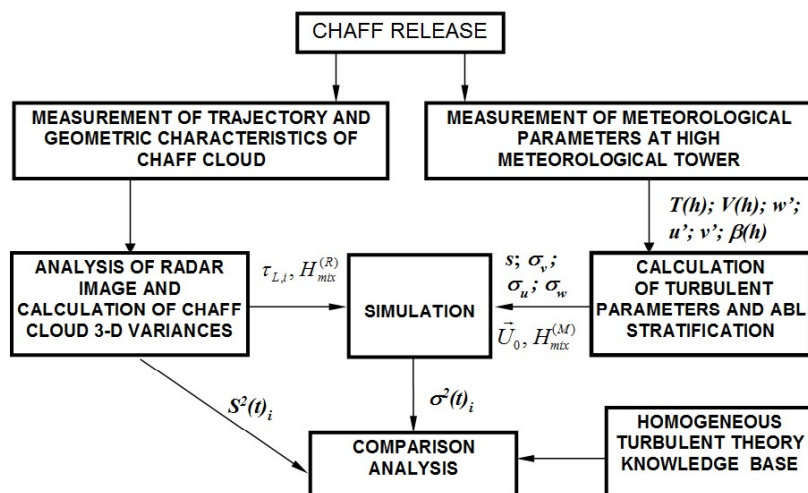 CHAFF RELEASE
MEASUREMENT OF TRAJECTORY AND
GEOMETRIC CHARACTERISTICS OF
CHAFF CLOUD
MEASUREMENT OF METEOROLOGICAL
PARAMETERS AT HIGH
METEOROLOGICAL TOWER
T(h); V(h); w’;
u’; v’; β(h)
ANALYSIS OF RADAR
IMAGE AND
CALCULATION OF CHAFF
CLOUD 3-D VARIANCES
τ_{L,i}, H_{mix}^{(R)}
SIMULATION
s; σ_v;
σ_u; σ_w
\vec{U}_0, H_{mix}^{(M)}
CALCULATION
OF TURBULENT
PARAMETERS AND ABL
STRATIFICATION
S²(t)_i
σ²(t)_i
COMPARISON
ANALYSIS
HOMOGENEOUS
TURBULENT THEORY
KNOWLEDGE BASE